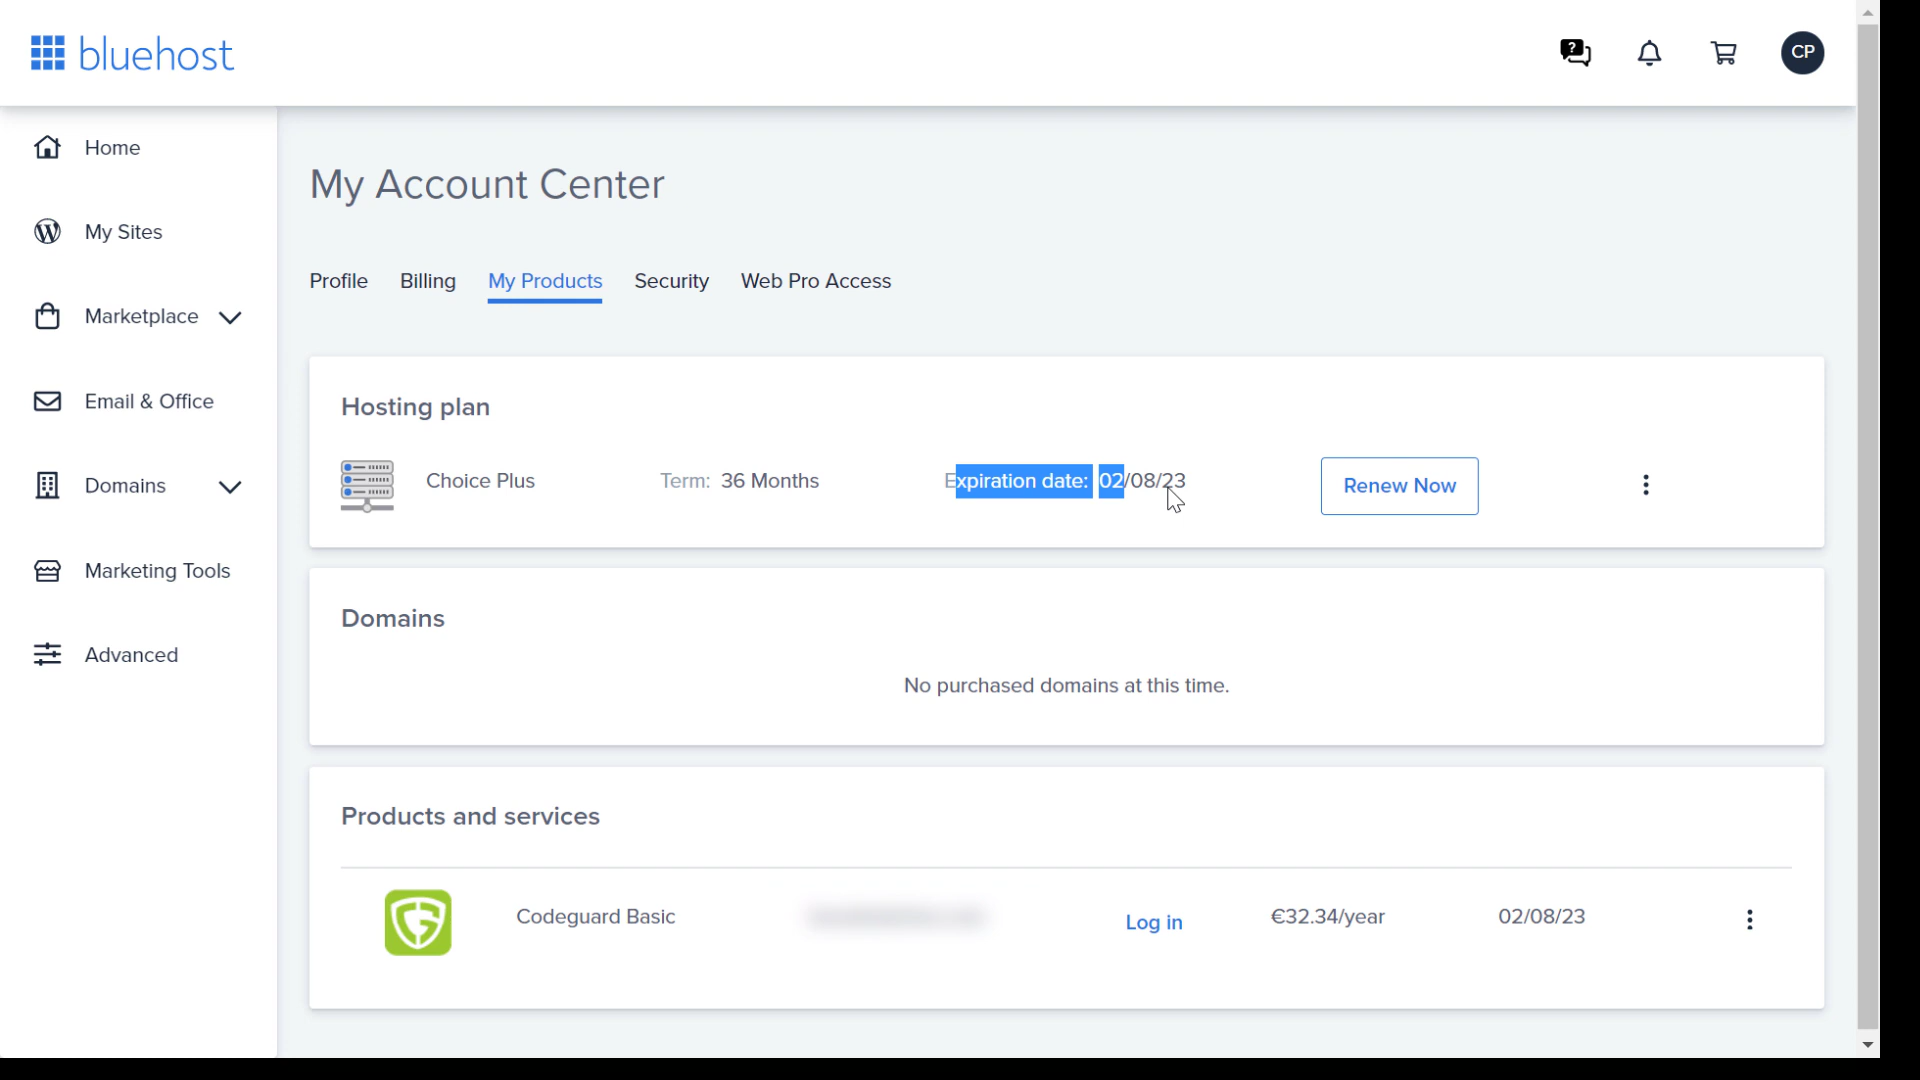 bluehost
?
CP
Home
My Sites
Marketplace
Email & Office
Domains
Marketing Tools
Advanced
My Account Center
Profile Billing My Products Security Web Pro Access
Hosting plan
Choice Plus Term: 36 Months Expiration date: 02/08/23 Renew Now
Domains
No purchased domains at this time.
Products and services
Codeguard Basic Log in €32.34/year 02/08/23